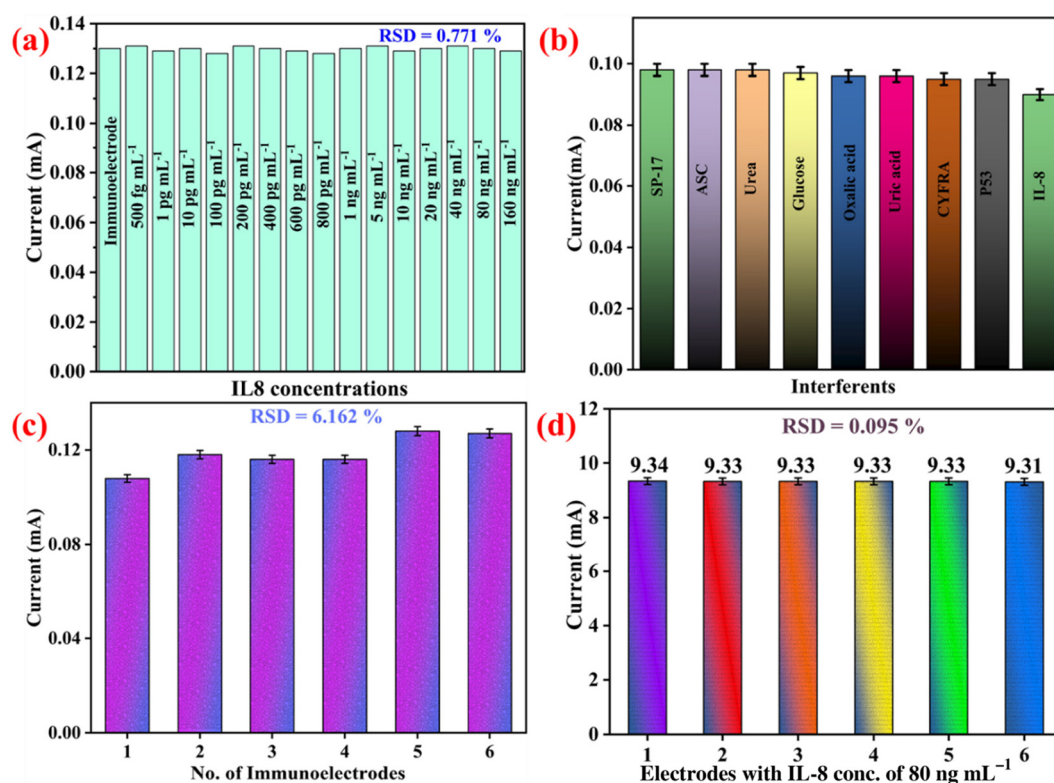 (a)
RSD = 0.771 %
Current (mA)
0.14
0.12
0.10
0.08
0.06
0.04
0.02
0.00
Immunoelectrode
500 fg mL⁻¹
1 pg mL⁻¹
10 pg mL⁻¹
100 pg mL⁻¹
200 pg mL⁻¹
400 pg mL⁻¹
600 pg mL⁻¹
800 pg mL⁻¹
1 ng mL⁻¹
5 ng mL⁻¹
10 ng mL⁻¹
20 ng mL⁻¹
40 ng mL⁻¹
80 ng mL⁻¹
160 ng mL⁻¹
IL8 concentrations
(b)
Current(mA)
0.10
0.08
0.06
0.04
0.02
0.00
SP-17
ASC
Urea
Glucose
Oxalic acid
Uric acid
CYFRA
P53
IL-8
Interferents
(c)
RSD = 6.162 %
Current (mA)
0.12
0.08
0.04
0.00
1 2 3 4 5 6
No. of Immunoelectrodes
(d)
RSD = 0.095 %
Current (mA)
12
10
8
6
4
2
0
9.34 9.33 9.33 9.33 9.33 9.31
1 2 3 4 5 6
Electrodes with IL-8 conc. of 80 ng mL⁻¹